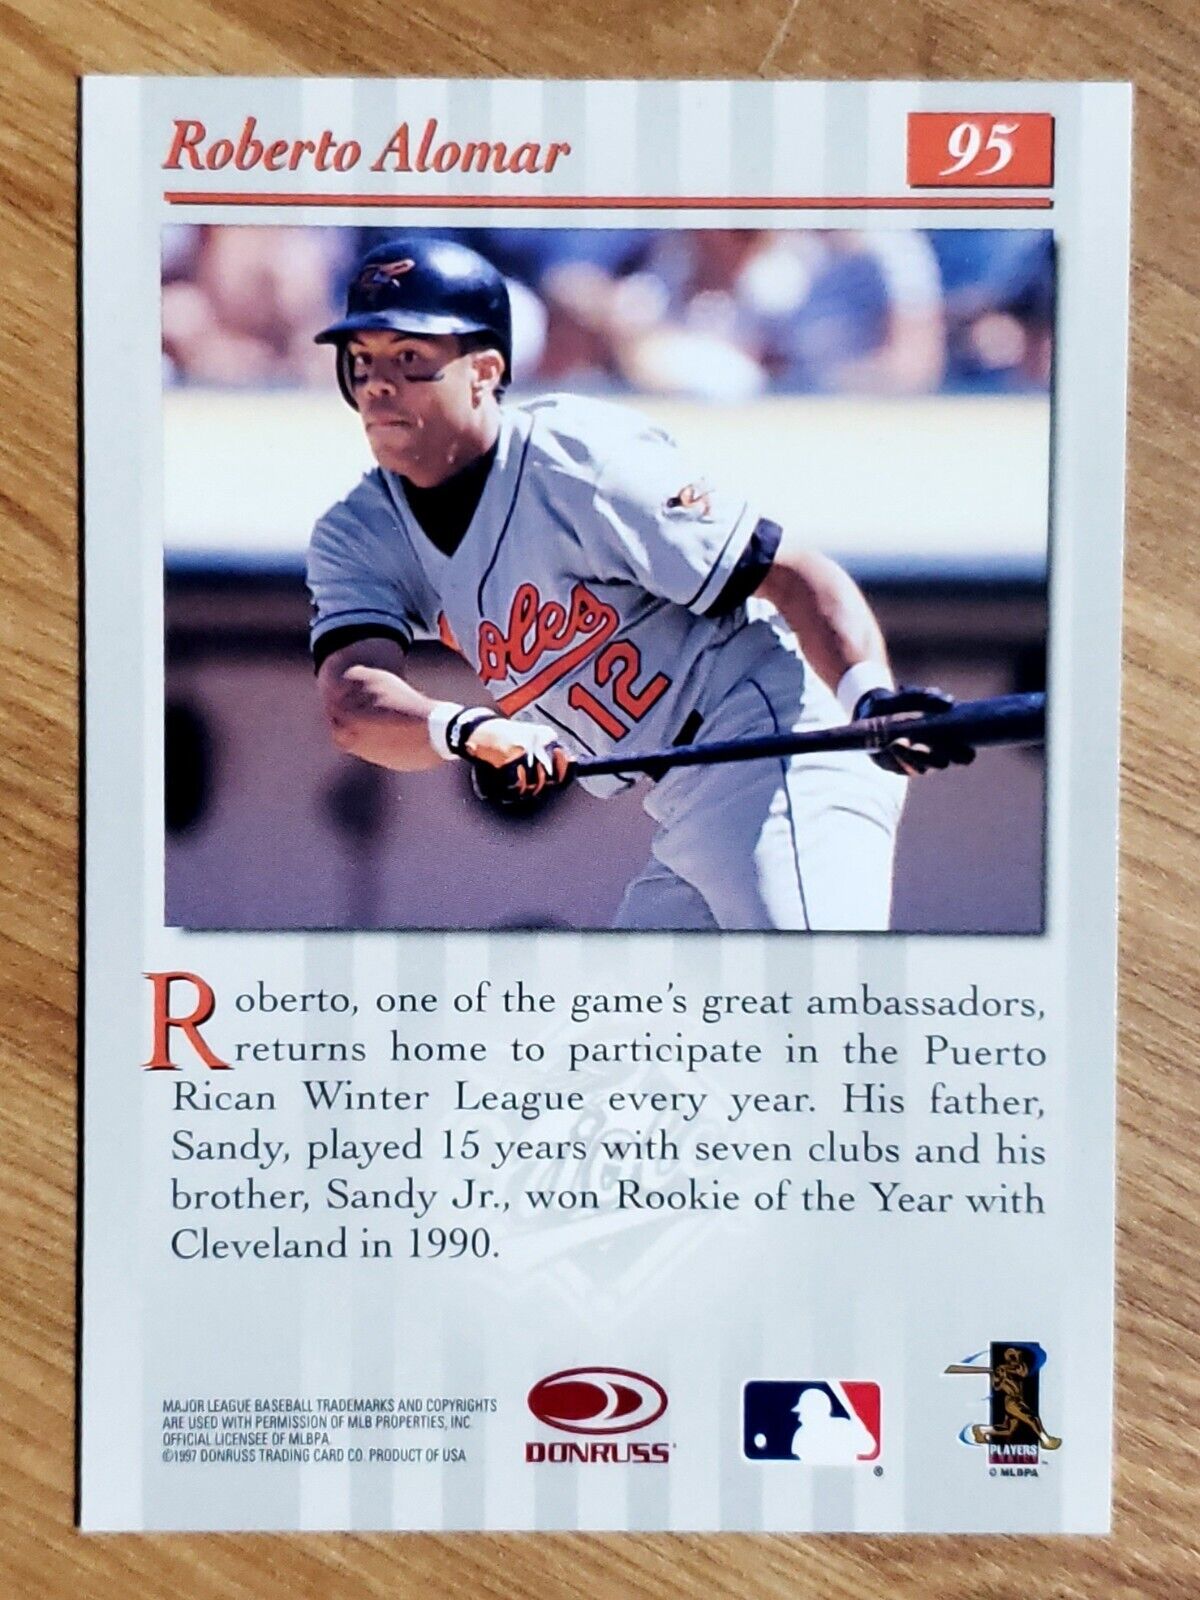 Roberto Alomar
95
oles
12
Roberto, one of the game's great ambassadors,
returns home to participate in the Puerto
Rican Winter League every year. His father,
Sandy, played 15 years with seven clubs and his
brother, Sandy Jr., won Rookie of the Year with
Cleveland in 1990.
MAJOR LEAGUE BASEBALL TRADEMARKS AND COPYRIGHTS
ARE USED WITH PERMISSION OF MLB PROPERTIES, INC.
OFFICIAL LICENSEE OF MLBPA
©1997 DONRUSS TRADING CARD CO. PRODUCT OF USA
DONRUSS
®
PLAYERS
CHOICE
© MLBPA